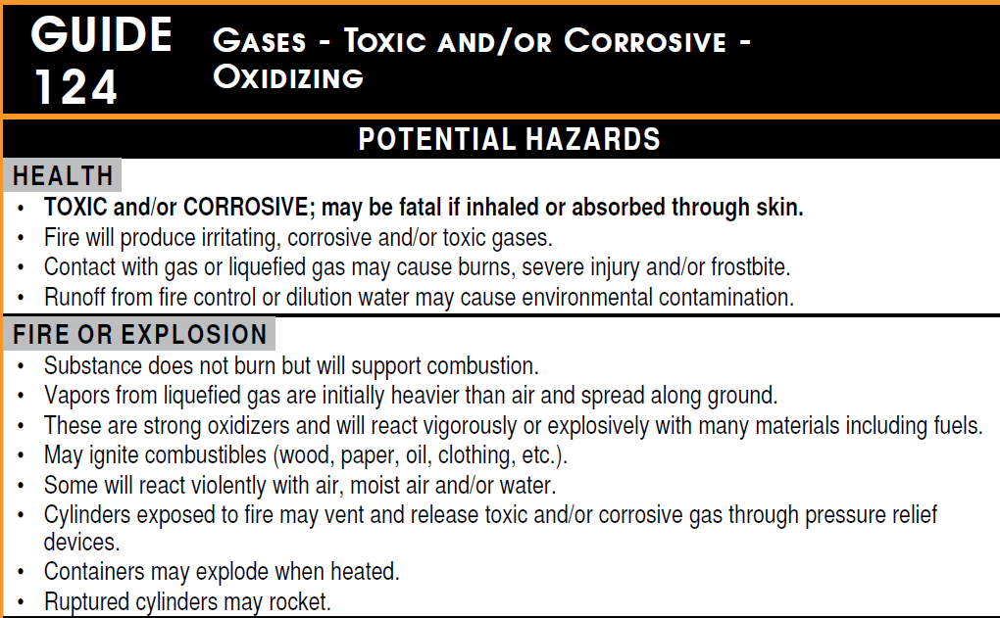 GUIDE
124
GASES - TOXIC AND/OR CORROSIVE -
OXIDIZING
POTENTIAL HAZARDS
HEALTH
• TOXIC and/or CORROSIVE; may be fatal if inhaled or absorbed through skin.
• Fire will produce irritating, corrosive and/or toxic gases.
• Contact with gas or liquefied gas may cause burns, severe injury and/or frostbite.
• Runoff from fire control or dilution water may cause environmental contamination.
FIRE OR EXPLOSION
• Substance does not burn but will support combustion.
• Vapors from liquefied gas are initially heavier than air and spread along ground.
• These are strong oxidizers and will react vigorously or explosively with many materials including fuels.
• May ignite combustibles (wood, paper, oil, clothing, etc.).
• Some will react violently with air, moist air and/or water.
• Cylinders exposed to fire may vent and release toxic and/or corrosive gas through pressure relief
devices.
• Containers may explode when heated.
• Ruptured cylinders may rocket.